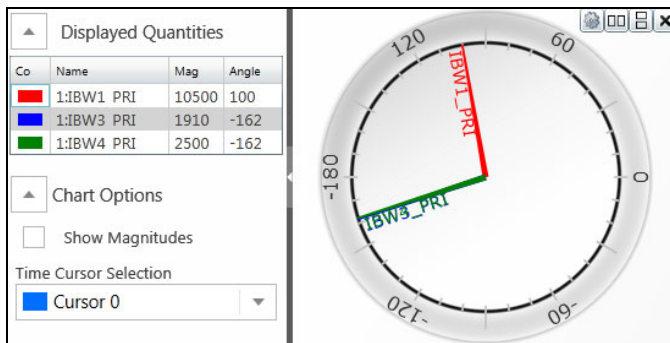 Displayed Quantities
Co Name Mag Angle
1:IBW1 PRI 10500 100
1:IBW3 PRI 1910 -162
1:IBW4 PRI 2500 -162
Chart Options
Show Magnitudes
Time Cursor Selection
Cursor 0
120
60
IBW1_PRI
-180
0
-120
-60